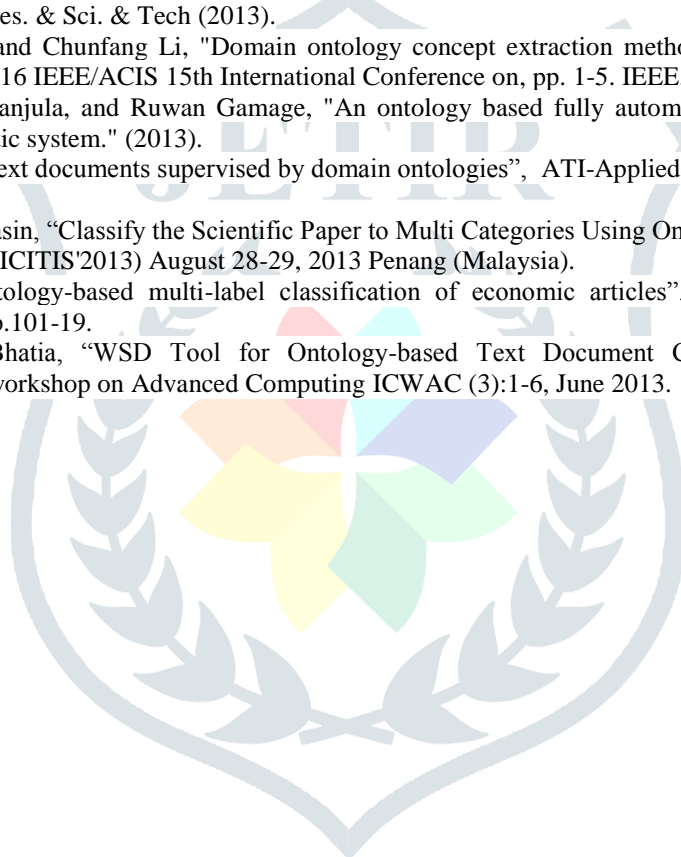 es. & Sci. & Tech (2013).
and Chunfang Li, "Domain ontology concept extraction metho
16 IEEE/ACIS 15th International Conference on, pp. 1-5. IEEE
anjula, and Ruwan Gamage, "An ontology based fully autom
tic system." (2013).
JETIR
ext documents supervised by domain ontologies”, ATI-Applied
asin, “Classify the Scientific Paper to Multi Categories Using On
ICITIS'2013) August 28-29, 2013 Penang (Malaysia).
tology-based multi-label classification of economic articles”
p.101-19.
Bhatia, “WSD Tool for Ontology-based Text Document C
workshop on Advanced Computing ICWAC (3):1-6, June 2013.